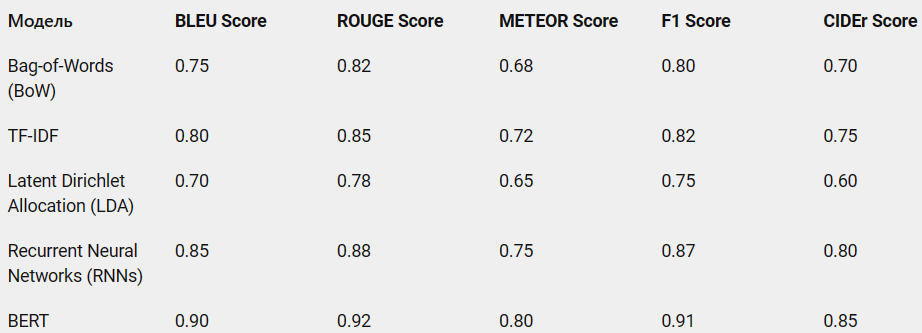 Модель BLEU Score ROUGE Score METEOR Score F1 Score CIDEr Score
Bag-of-Words 0.75 0.82 0.68 0.80 0.70
(BoW)
TF-IDF 0.80 0.85 0.72 0.82 0.75
Latent Dirichlet 0.70 0.78 0.65 0.75 0.60
Allocation (LDA)
Recurrent Neural 0.85 0.88 0.75 0.87 0.80
Networks (RNNs)
BERT 0.90 0.92 0.80 0.91 0.85